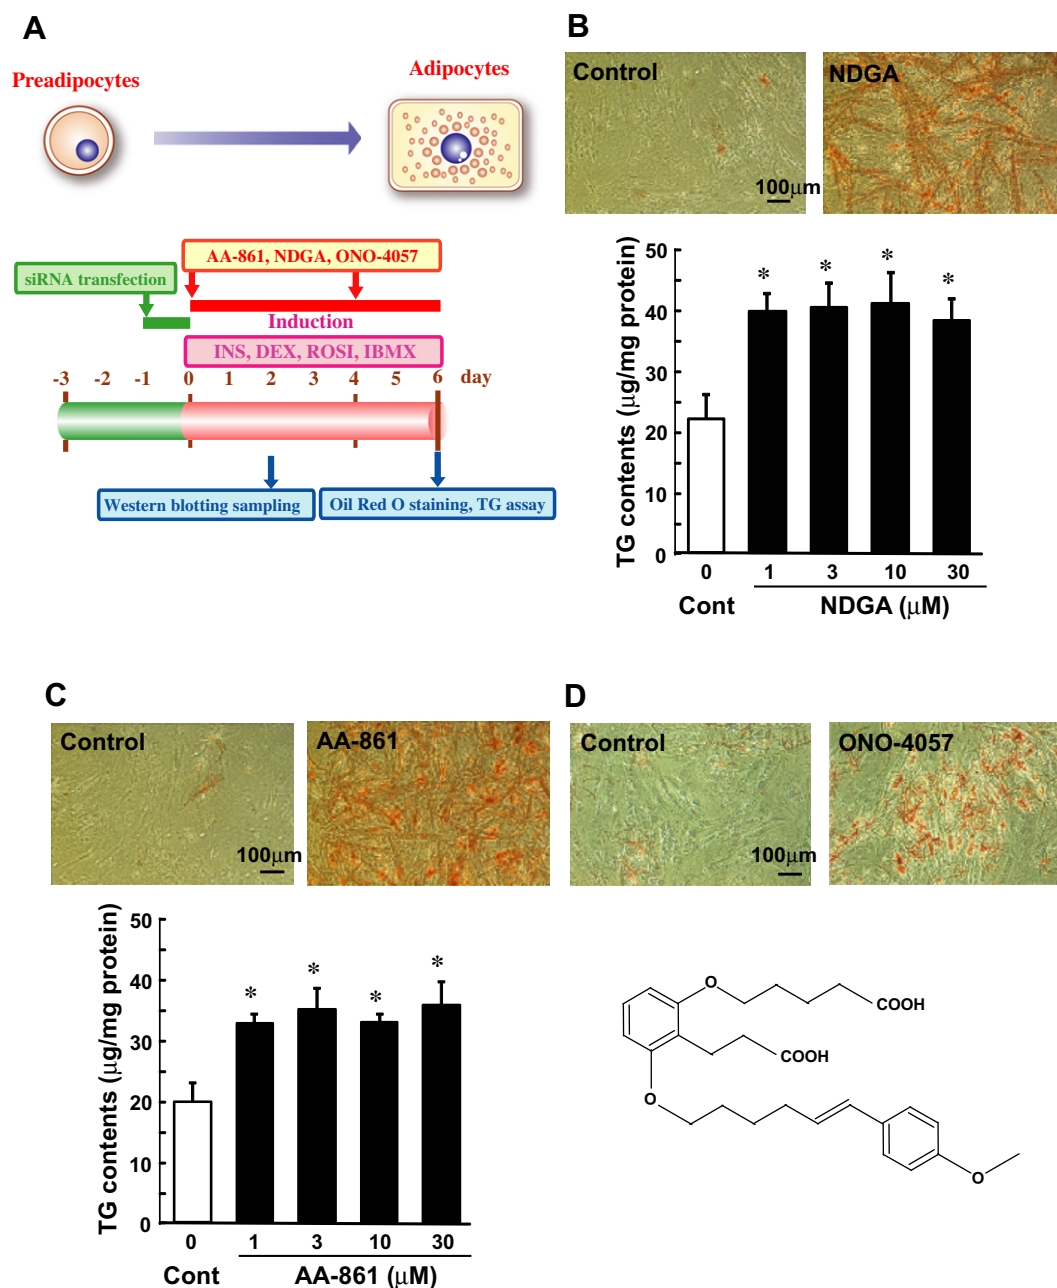 A
Preadipocytes
Adipocytes
siRNA transfection
AA-861, NDGA, ONO-4057
Induction
INS, DEX, ROSI, IBMX
-3 -2 -1 0 1 2 3 4 5 6 day
Western blotting sampling
Oil Red O staining, TG assay
B
Control
100μm
NDGA
TG contents (μg/mg protein)
50
40
30
20
10
0
* * * *
0 1 3 10 30
Cont NDGA (μM)
C
Control
100μm
AA-861
TG contents (μg/mg protein)
50
40
30
20
10
0
* * * *
0 1 3 10 30
Cont AA-861 (μM)
D
Control
100μm
ONO-4057
O
COOH
COOH
O
O